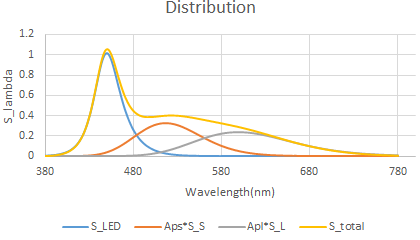 Distribution
1.2
1
0.8
0.6
0.4
0.2
0
S_lambda
380 480 580 680 780
Wavelength(nm)
S_LED Aps*S_S Apl*S_L S_total